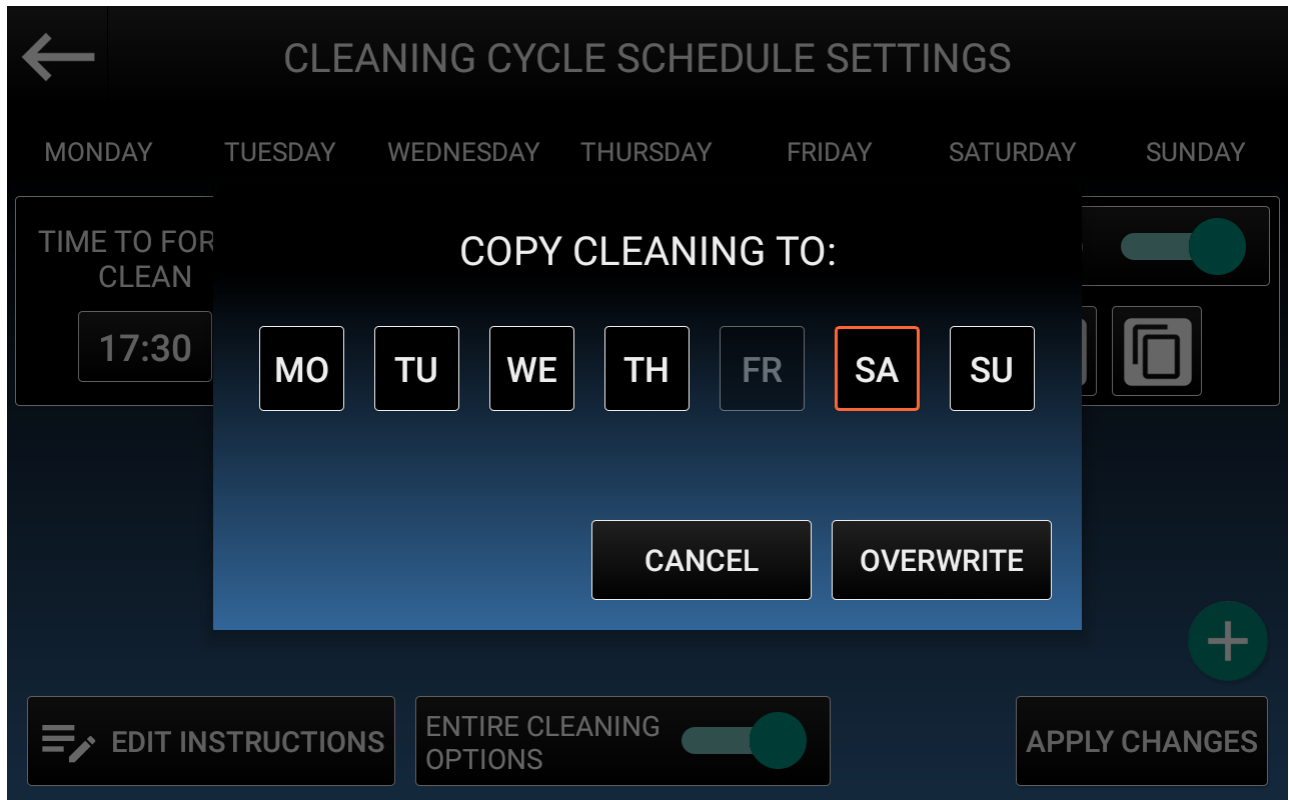 CLEANING CYCLE SCHEDULE SETTINGS
MONDAY TUESDAY WEDNESDAY THURSDAY FRIDAY SATURDAY SUNDAY
TIME TO FOR
CLEAN
17:30
COPY CLEANING TO:
MO TU WE TH FR SA SU
CANCEL OVERWRITE
EDIT INSTRUCTIONS
ENTIRE CLEANING
OPTIONS
APPLY CHANGES